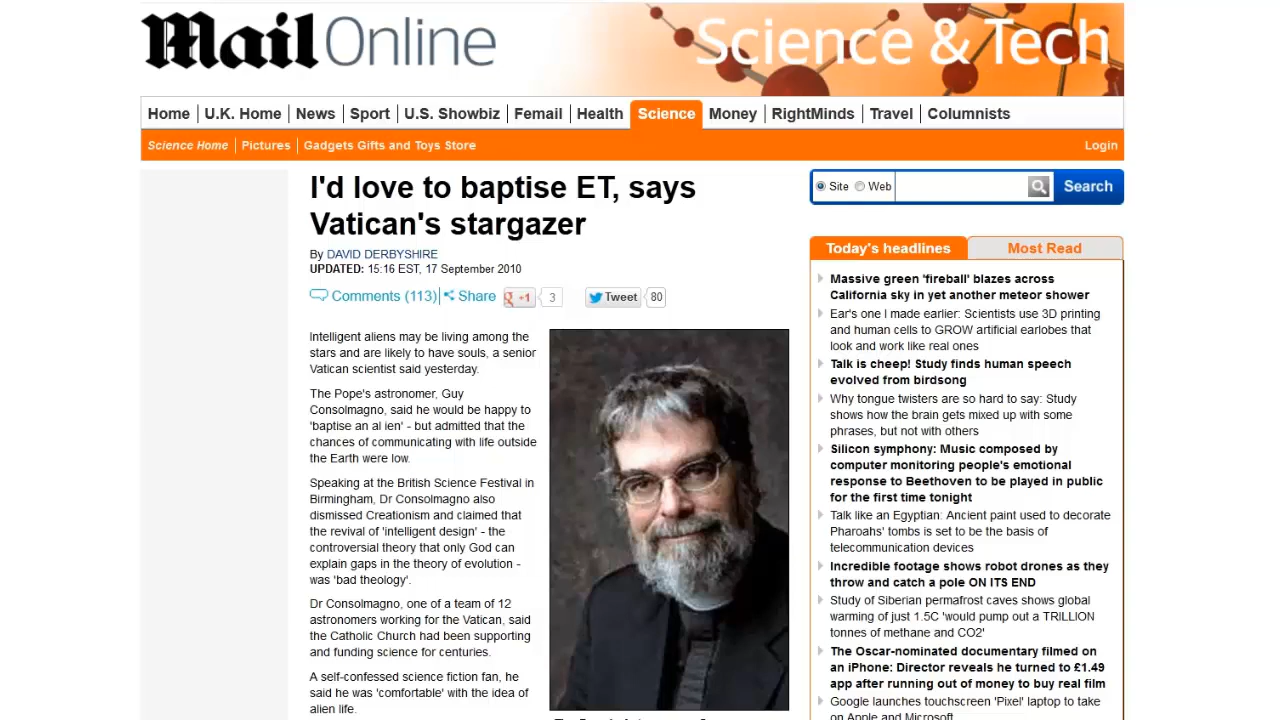 Mail Online
Science & Tech
Home
U.K. Home
News
Sport
U.S. Showbiz
Femail
Health
Science
Money
RightMinds
Travel
Columnists
Science Home
Pictures
Gadgets Gifts and Toys Store
Login
I'd love to baptise ET, says
Vatican's stargazer
By DAVID DERBYSHIRE
UPDATED: 15:16 EST, 17 September 2010
Comments (113)
Share
g +1
3
Tweet
80
Intelligent aliens may be living among the
stars and are likely to have souls, a senior
Vatican scientist said yesterday.
The Pope's astronomer, Guy
Consolmagno, said he would be happy to
'baptise an al ien' - but admitted that the
chances of communicating with life outside
the Earth were low.
Speaking at the British Science Festival in
Birmingham, Dr Consolmagno also
dismissed Creationism and claimed that
the revival of 'intelligent design' - the
controversial theory that only God can
explain gaps in the theory of evolution -
was 'bad theology'.
Dr Consolmagno, one of a team of 12
astronomers working for the Vatican, said
the Catholic Church had been supporting
and funding science for centuries.
A self-confessed science fiction fan, he
said he was 'comfortable' with the idea of
alien life.
Site
Web
Search
Today's headlines
Most Read
Massive green 'fireball' blazes across
California sky in yet another meteor shower
Ear's one I made earlier: Scientists use 3D printing
and human cells to GROW artificial earlobes that
look and work like real ones
Talk is cheep! Study finds human speech
evolved from birdsong
Why tongue twisters are so hard to say: Study
shows how the brain gets mixed up with some
phrases, but not with others
Silicon symphony: Music composed by
computer monitoring people's emotional
response to Beethoven to be played in public
for the first time tonight
Talk like an Egyptian: Ancient paint used to decorate
Pharoahs' tombs is set to be the basis of
telecommunication devices
Incredible footage shows robot drones as they
throw and catch a pole ON ITS END
Study of Siberian permafrost caves shows global
warming of just 1.5C 'would pump out a TRILLION
tonnes of methane and CO2'
The Oscar-nominated documentary filmed on
an iPhone: Director reveals he turned to £1.49
app after running out of money to buy real film
Google launches touchscreen 'Pixel' laptop to take
on Apple and Microsoft